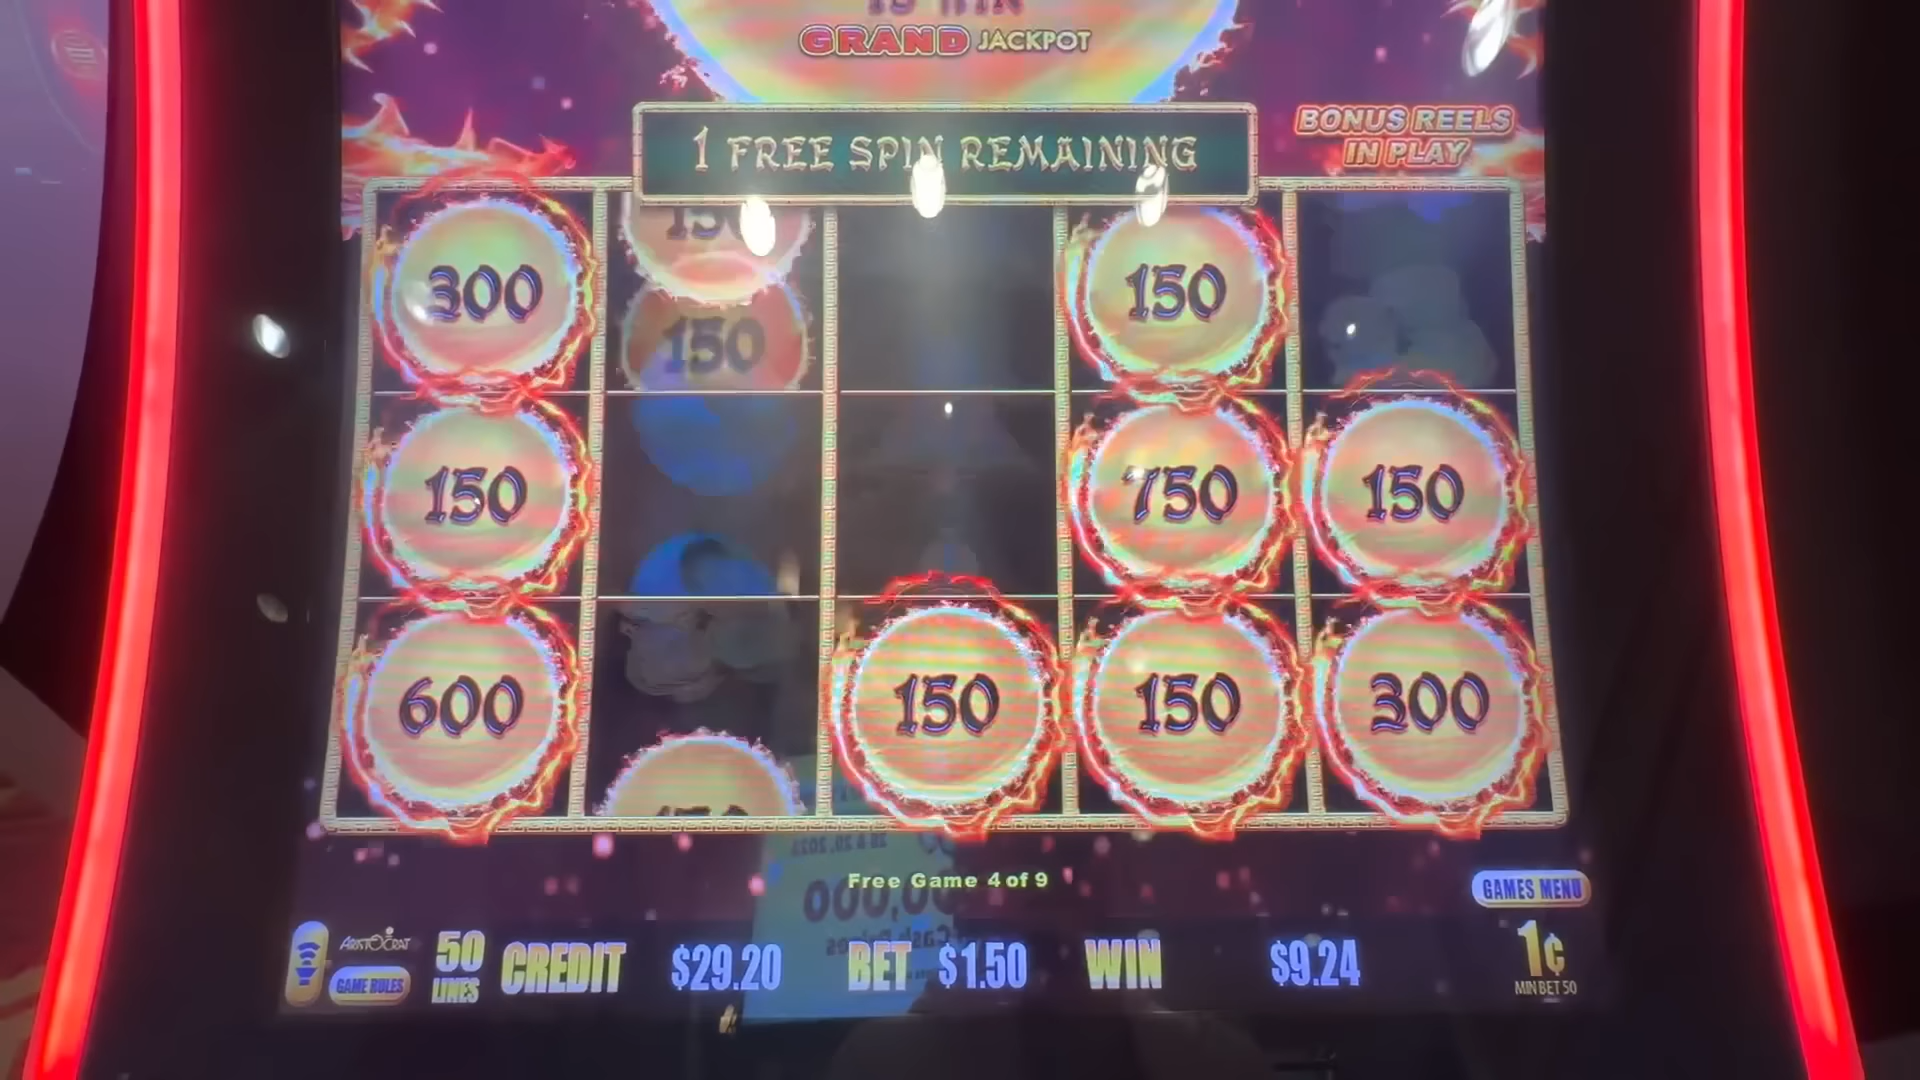 GRAND JACKPOT
1 FREE SPIN REMAINING
BONUS REELS
IN PLAY
300
150
150
150
150
750
150
600
150
150
300
Free Game 4 of 9
GAMES MENU
ARISTOCRAT
GAME RULES
50
LINES
CREDIT $29.20
BET $1.50
WIN $9.24
1¢
MIN BET 50